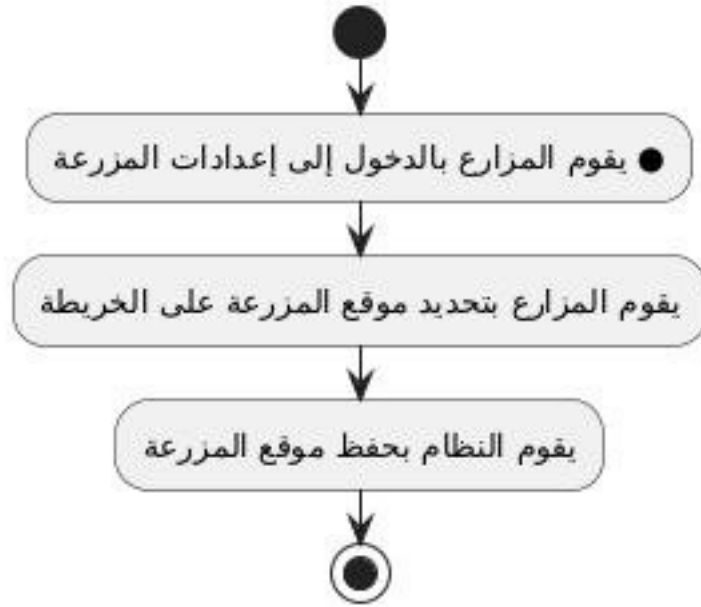 ● يقوم المزارع بالدخول إلى إعدادات المزرعة
يقوم المزارع بتحديد موقع المزرعة على الخريطة
يقوم النظام بحفظ موقع المزرعة